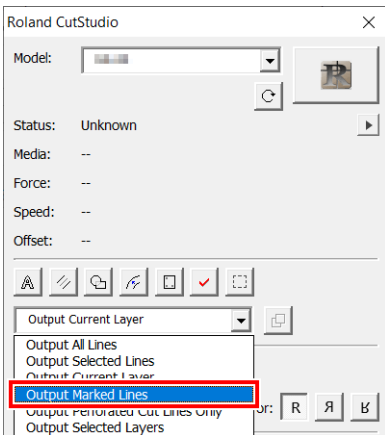 Roland CutStudio
Model:
Status: Unknown
Media: --
Force: --
Speed: --
Offset: --
Output Current Layer
Output All Lines
Output Selected Lines
Output Current Layer
Output Marked Lines
Output Perforated Cut Lines Only
or: R Я ʁ
Output Selected Layers